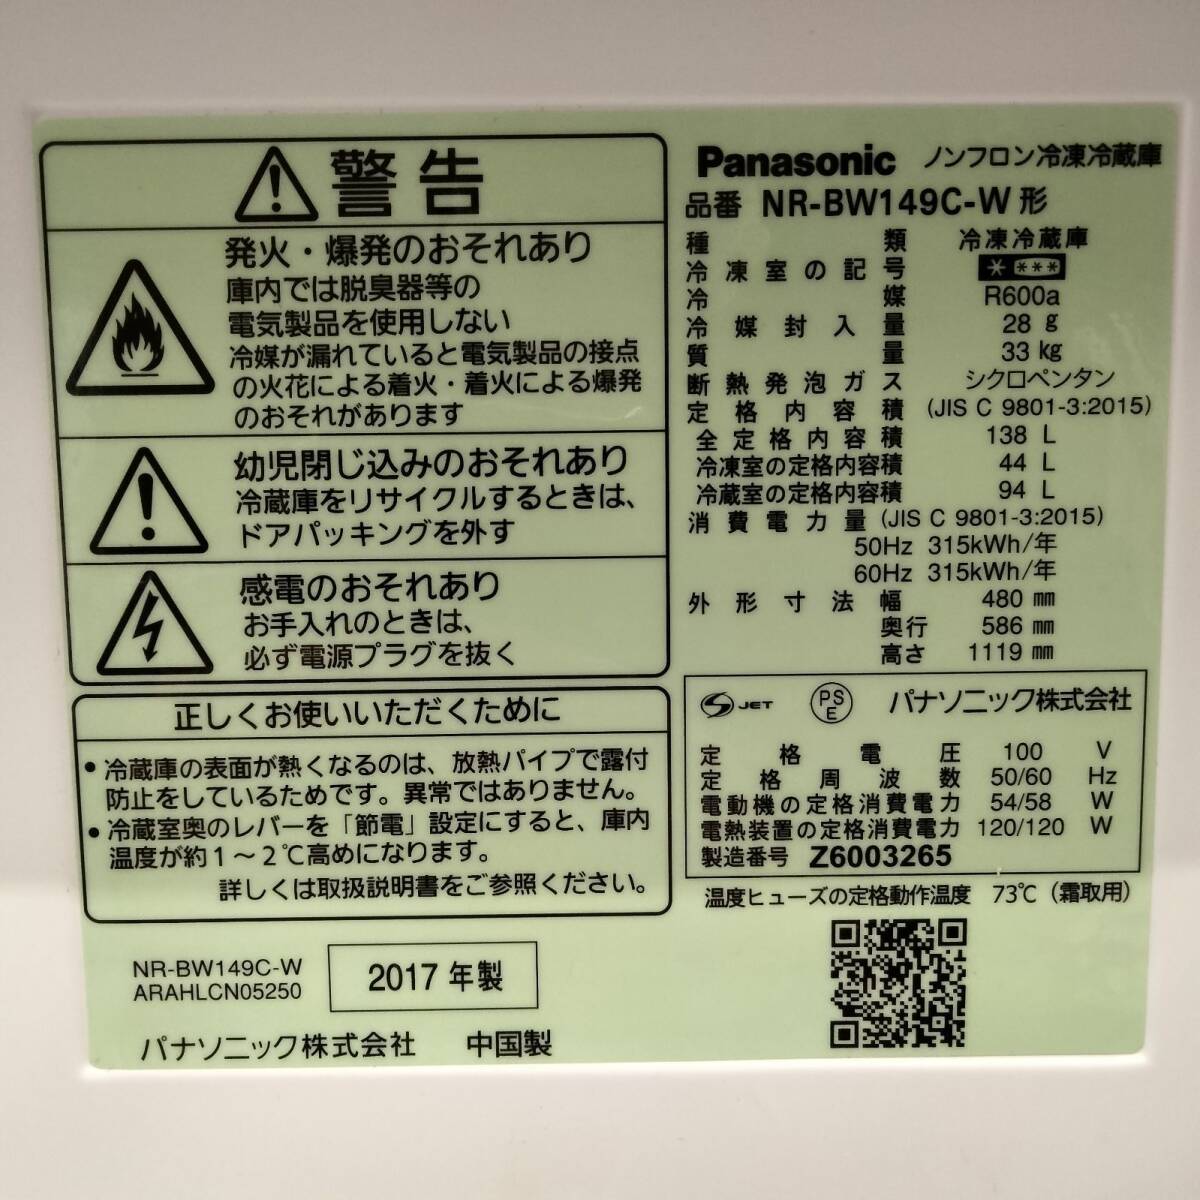 警告
発火・爆発のおそれあり
庫内では脱臭器等の
電気製品を使用しない
冷媒が漏れていると電気製品の接点
の火花による着火・着火による爆発
のおそれがあります
幼児閉じ込みのおそれあり
冷蔵庫をリサイクルするときは、
ドアパッキングを外す
感電のおそれあり
お手入れのときは、
必ず電源プラグを抜く
正しくお使いいただくために
•冷蔵庫の表面が熱くなるのは、放熱パイプで露付
防止をしているためです。異常ではありません。
•冷蔵室奥のレバーを「節電」設定にすると、庫内
温度が約1～2℃高めになります。
詳しくは取扱説明書をご参照ください。
NR-BW149C-W
ARAHLCN05250
2017年製
パナソニック株式会社 中国製
Panasonic ノンフロン冷凍冷蔵庫
品番 NR-BW149C-W形
種類 冷凍冷蔵庫
冷凍室の記号 * ***
冷媒 R600a
冷媒封入量 28 g
質量 33 kg
断熱発泡ガス シクロペンタン
定格内容積 (JIS C 9801-3:2015)
全定格内容積 138 L
冷凍室の定格内容積 44 L
冷蔵室の定格内容積 94 L
消費電力量 (JIS C 9801-3:2015)
50Hz 315kWh/年
60Hz 315kWh/年
外形寸法 幅 480 mm
奥行 586 mm
高さ 1119 mm
S JET PSE パナソニック株式会社
定格電圧 100 V
定格周波数 50/60 Hz
電動機の定格消費電力 54/58 W
電熱装置の定格消費電力 120/120 W
製造番号 Z6003265
温度ヒューズの定格動作温度 73℃（霜取用）